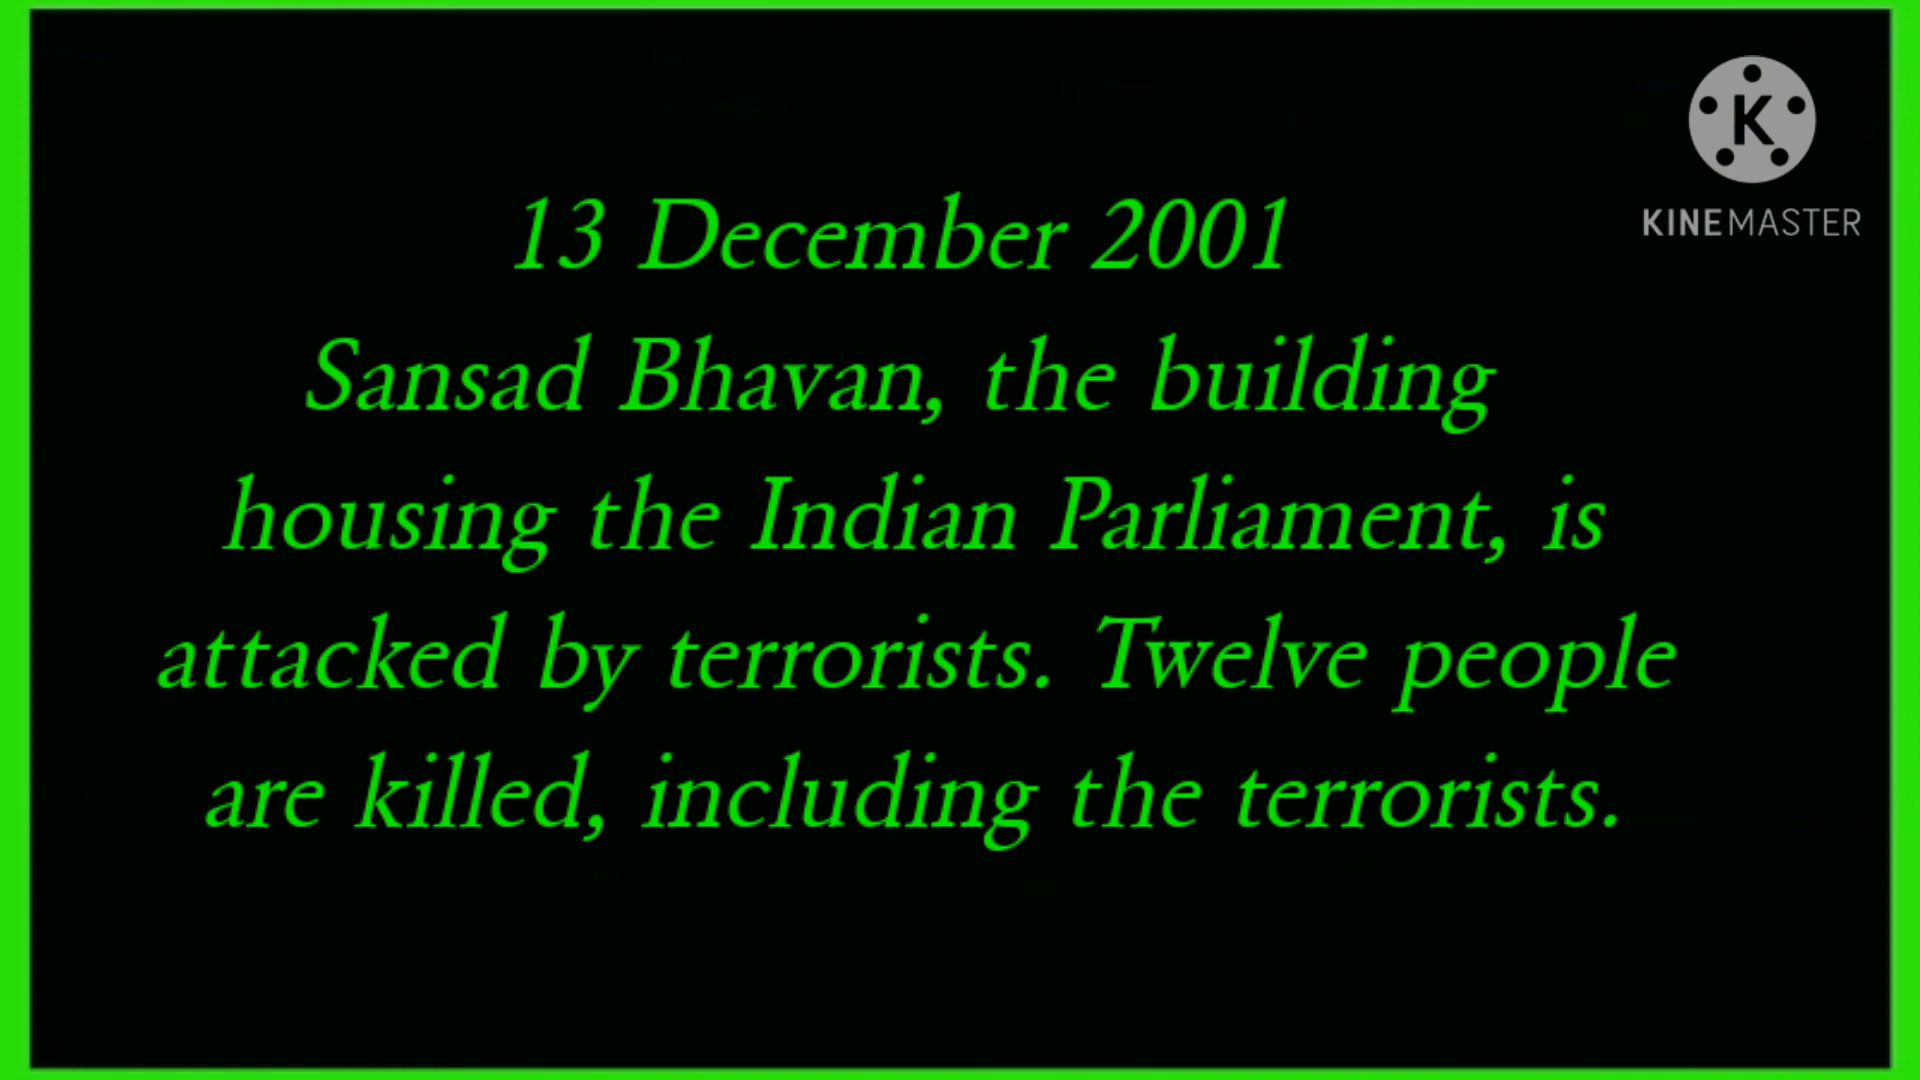 K
KINEMASTER
13 December 2001
Sansad Bhavan, the building
housing the Indian Parliament, is
attacked by terrorists. Twelve people
are killed, including the terrorists.